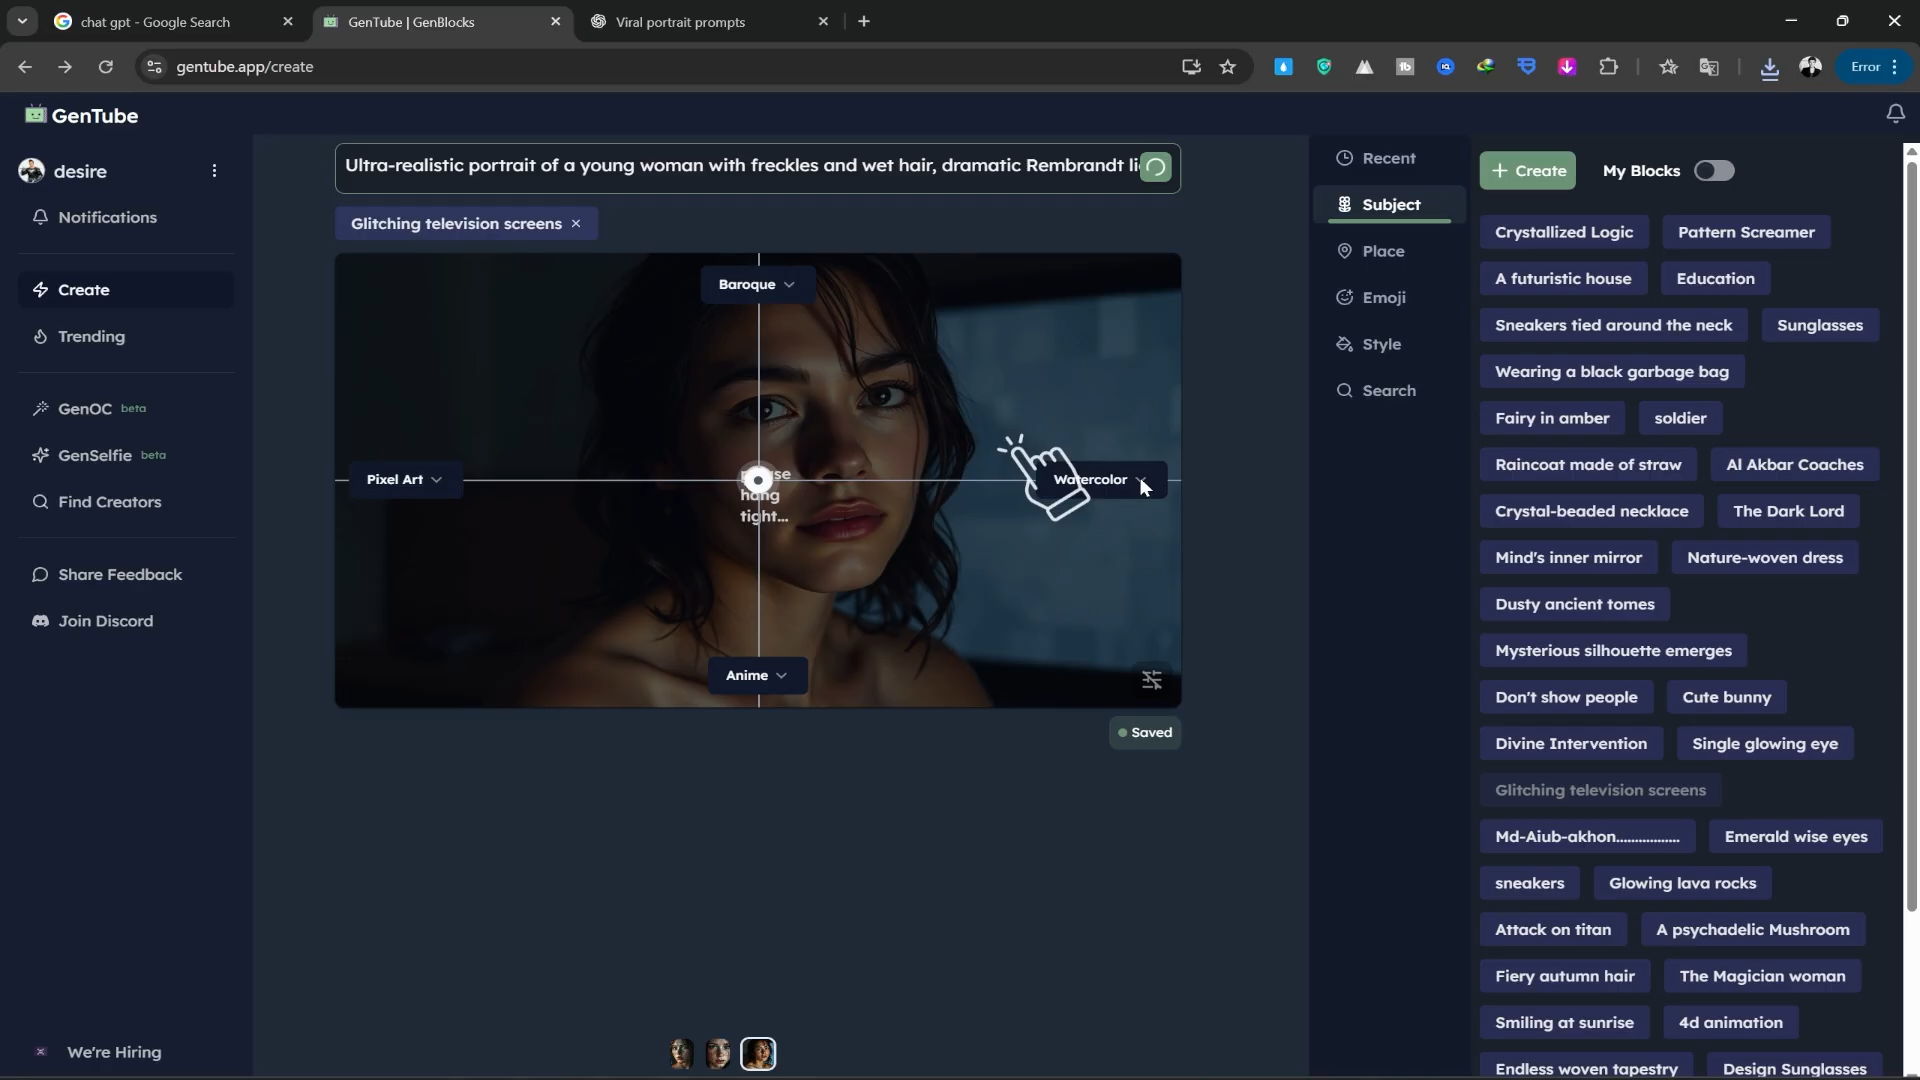 chat gpt - Google Search
GenTube | GenBlocks
Viral portrait prompts
gentube.app/create
Error
GenTube
desire
Notifications
Create
Trending
GenOC beta
GenSelfie beta
Find Creators
Share Feedback
Join Discord
We're Hiring
Ultra-realistic portrait of a young woman with freckles and wet hair, dramatic Rembrandt
Glitching television screens
Baroque
Pixel Art
Watercolor
hang
tight...
Anime
Saved
Recent
Subject
Place
Emoji
Style
Search
+ Create My Blocks
Crystallized Logic Pattern Screamer
A futuristic house Education
Sneakers tied around the neck Sunglasses
Wearing a black garbage bag
Fairy in amber soldier
Raincoat made of straw Al Akbar Coaches
Crystal-beaded necklace The Dark Lord
Mind's inner mirror Nature-woven dress
Dusty ancient tomes
Mysterious silhouette emerges
Don't show people Cute bunny
Divine Intervention Single glowing eye
Glitching television screens
Md-Aiub-akhon................ Emerald wise eyes
sneakers Glowing lava rocks
Attack on titan A psychadelic Mushroom
Fiery autumn hair The Magician woman
Smiling at sunrise 4d animation
Endless woven tapestry Design Sunglasses